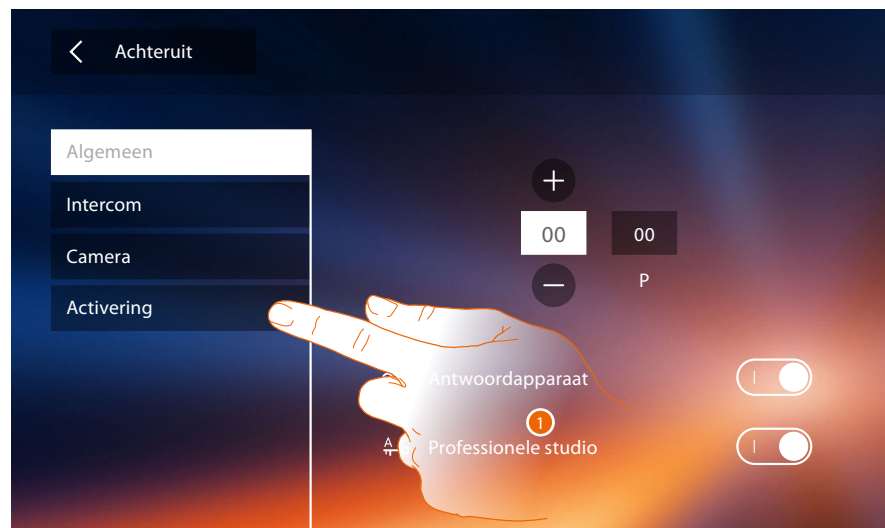 Achteruit
Algemeen
Intercom
Camera
Activering
00 00
P
Antwoordapparaat
1
A Professionele studio